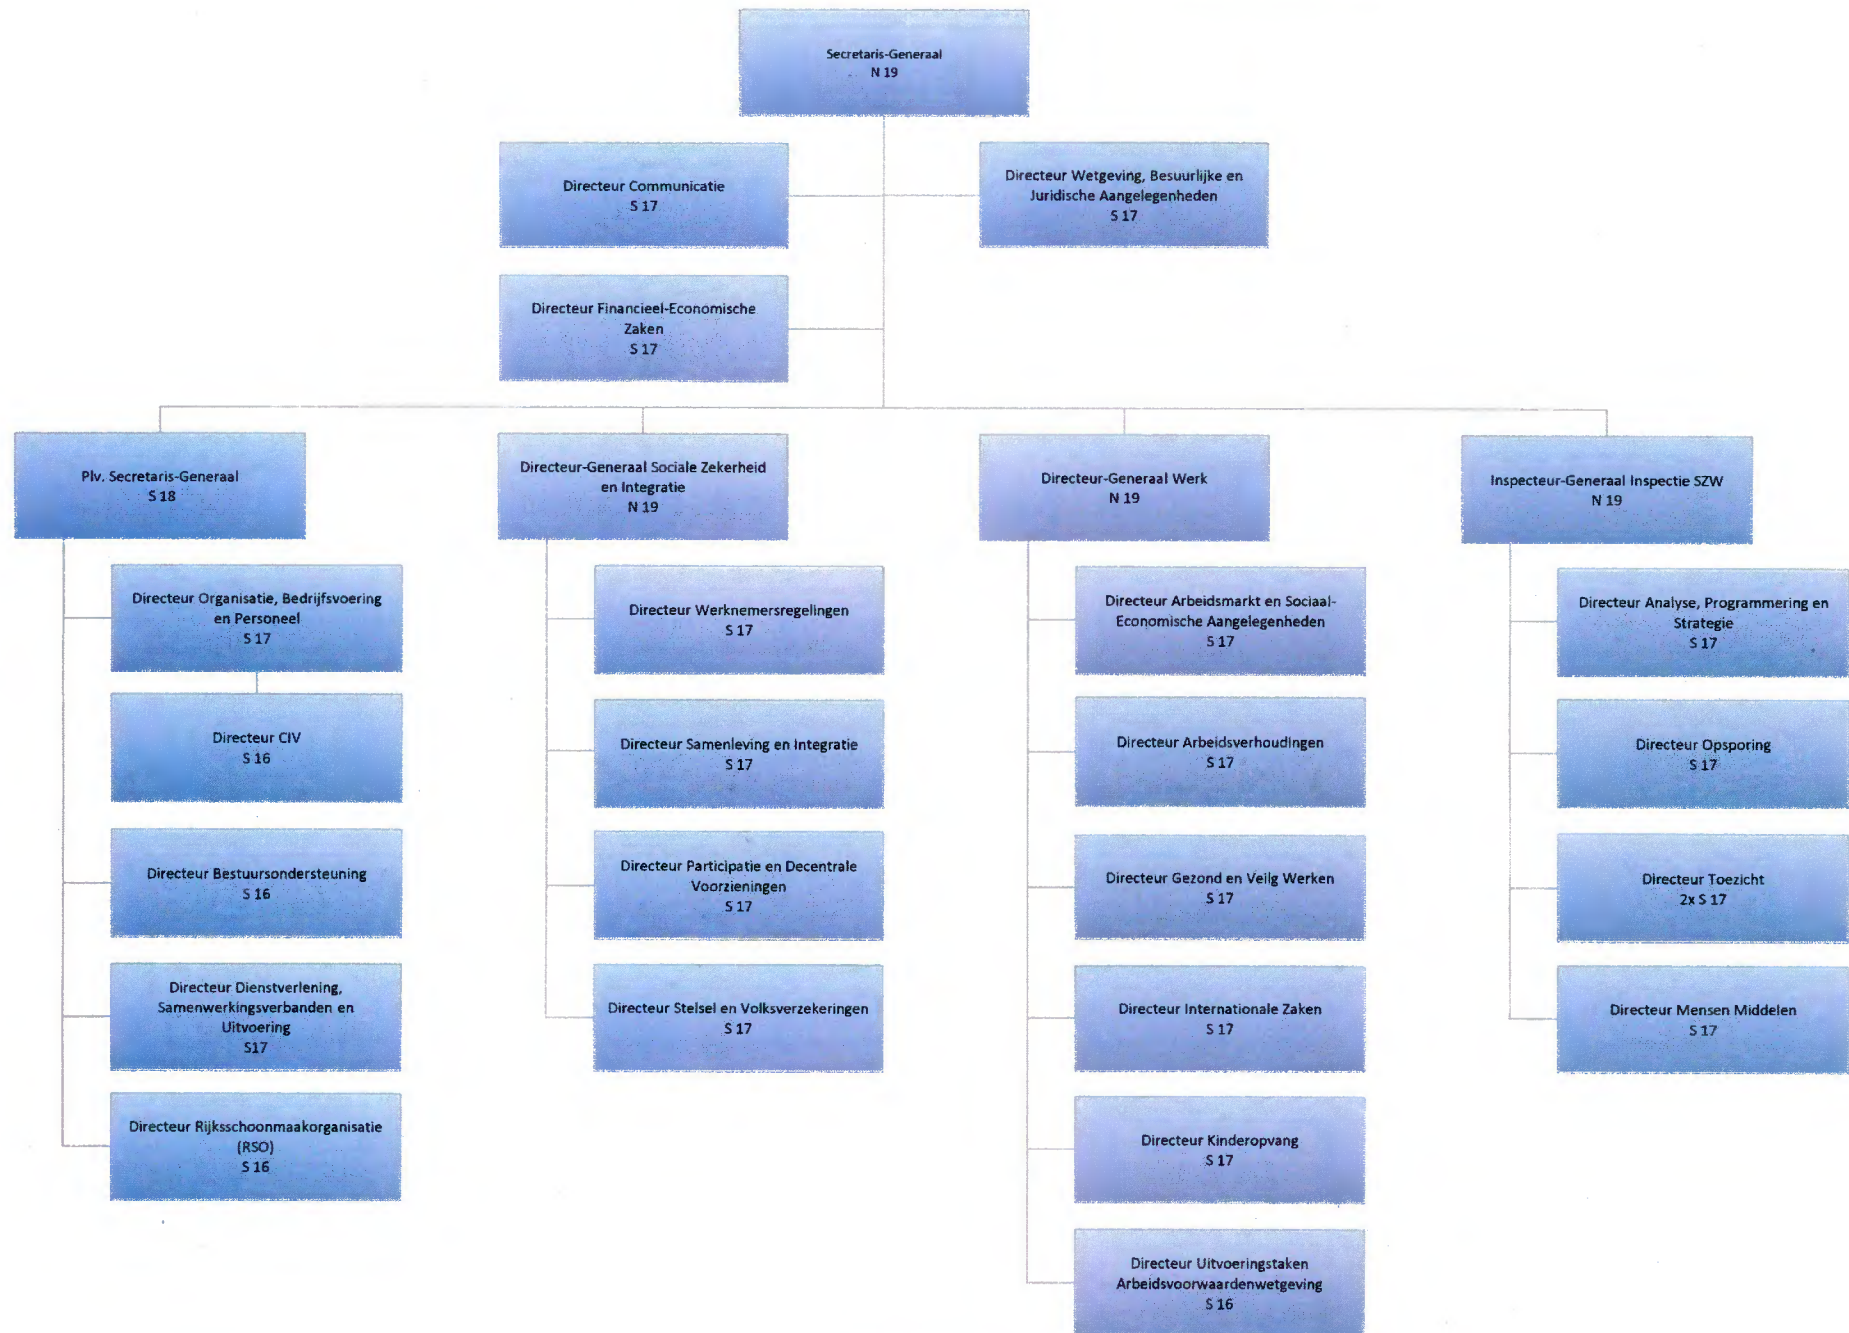 Secretaris-Generaal
N 19
Directeur Communicatie
S 17
Directeur Wetgeving, Besuurlijke en
Juridische Aangelegenheden
S 17
Directeur Financieel-Economische
Zaken
S 17
Plv. Secretaris-Generaal
S 18
Directeur Organisatie, Bedrijfsvoering
en Personeel
S 17
Directeur CIV
S 16
Directeur Bestuursondersteuning
S 16
Directeur Dienstverlening,
Samenwerkingsverbanden en
Uitvoering
S17
Directeur Rijksschoonmaakorganisatie
(RSO)
S 16
Directeur-Generaal Sociale Zekerheid
en Integratie
N 19
Directeur Werknemersregelingen
S 17
Directeur Samenleving en Integratie
S 17
Directeur Participatie en Decentrale
Voorzieningen
S 17
Directeur Stelsel en Volksverzekeringen
S 17
Directeur-Generaal Werk
N 19
Directeur Arbeidsmarkt en Sociaal-
Economische Aangelegenheden
S 17
Directeur Arbeidsverhoudingen
S 17
Directeur Gezond en Veilg Werken
S 17
Directeur Internationale Zaken
S 17
Directeur Kinderopvang
S 17
Directeur Uitvoeringstaken
Arbeidsvoorwaardenwetgeving
S 16
Inspecteur-Generaal Inspectie SZW
N 19
Directeur Analyse, Programmering en
Strategie
S 17
Directeur Opsporing
S 17
Directeur Toezicht
2x S 17
Directeur Mensen Middelen
S 17